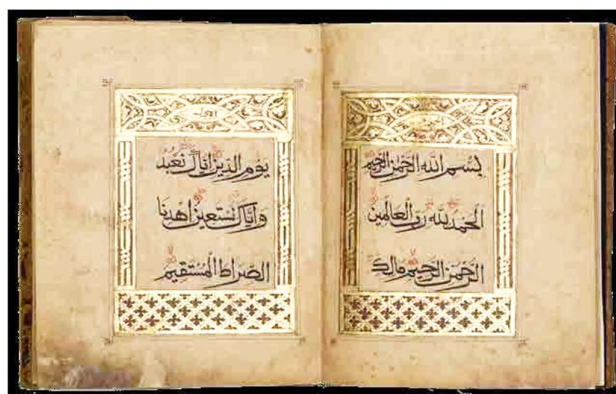 بسم الله الرحمن الرحيم
الحمد لله رب العالمين
الرحمن الرحيم مالك
يوم الدين اياك نعبد
واياك نستعين اهدنا
الصراط المستقيم